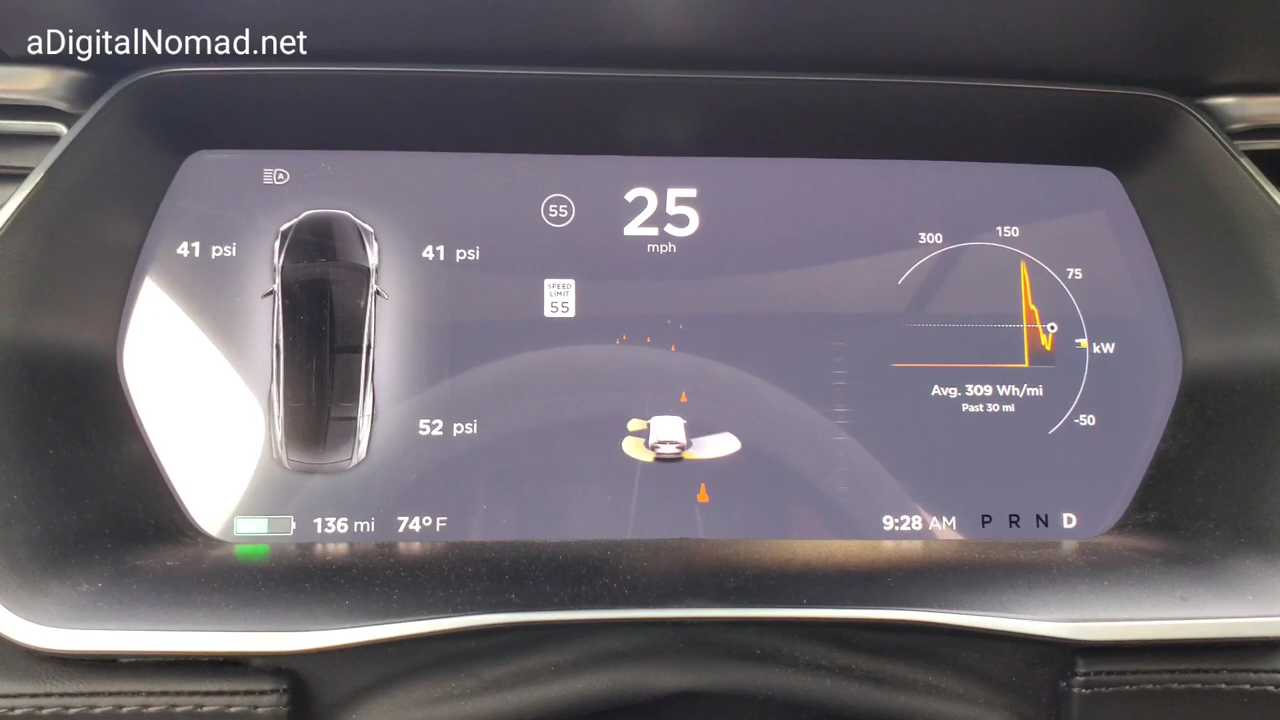 aDigitalNomad.net
41 psi
41 psi
52 psi
136 mi
74°F
A
55
25
mph
SPEED
LIMIT
55
300
150
75
kW
-50
Avg. 309 Wh/mi
Past 30 mi
9:28 AM
P R N D